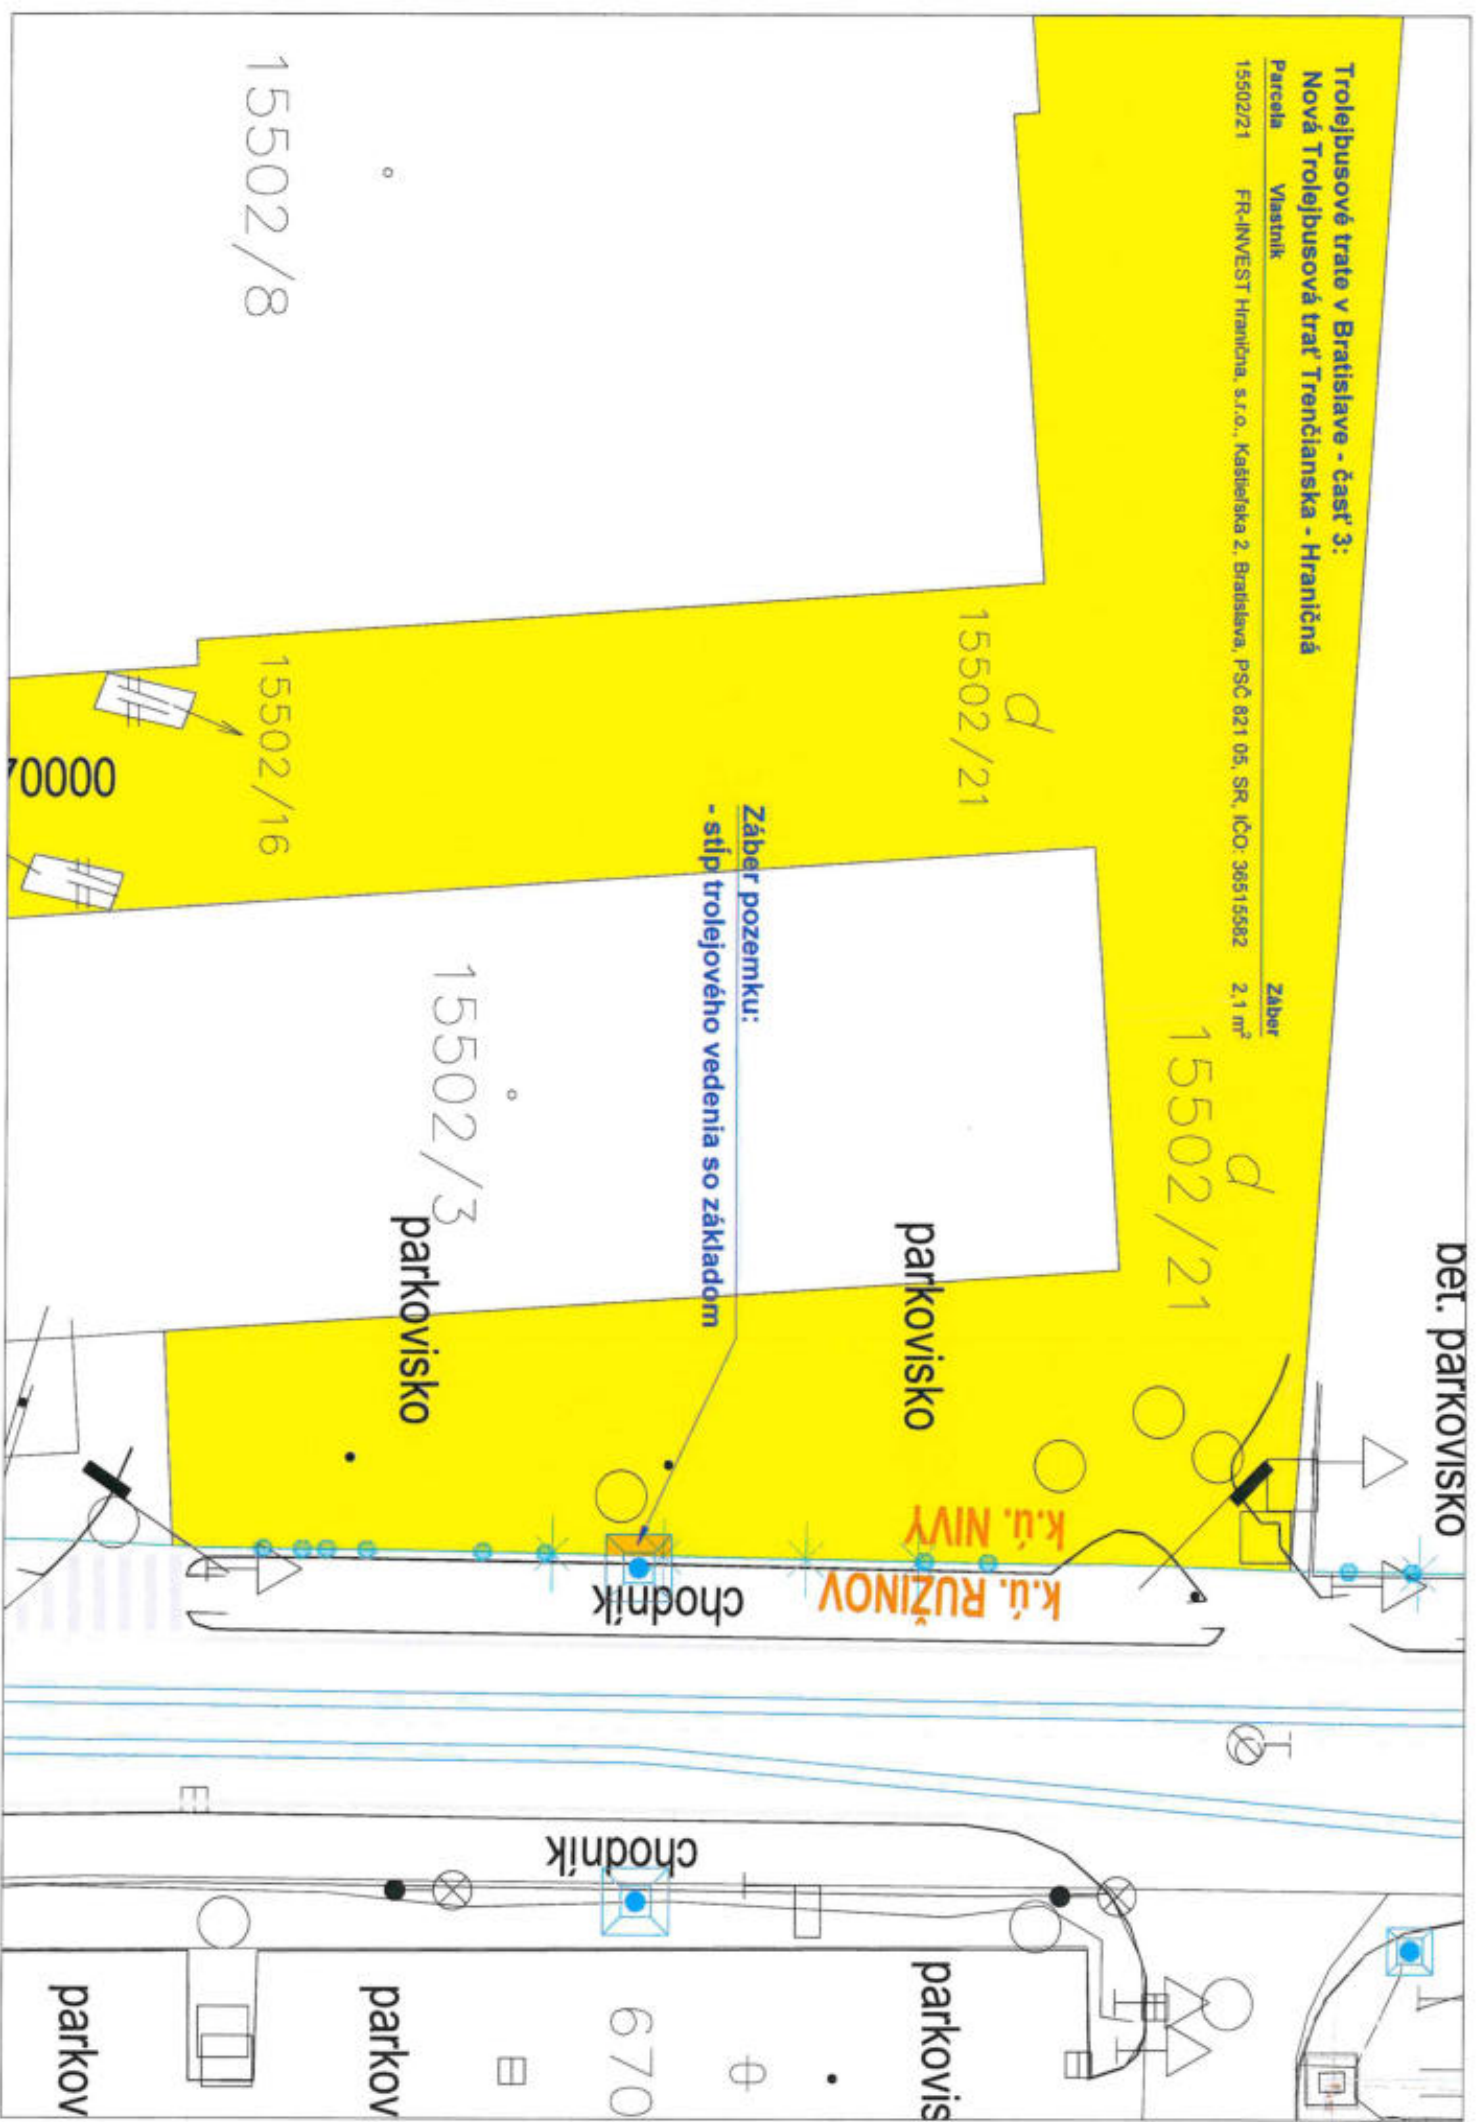 Trolejbusové trate v Bratislave - časť 3:
Nová Trolejbusová trať Trenčianska - Hraničná
Parcela Vlastník Záber
15502/21 FR-INVEST Hraničná, s.r.o., Kaštieľska 2, Bratislava, PSČ 821 05, SR, IČO: 36515582 2,1 m²
bet. parkovisko
d
15502/21
d
15502/21
parkovisko
k.ú. NIVY
k.ú. RUŽINOV
Záber pozemku:
- stĺp trolejového vedenia so základom
chodník
15502/8
15502/16
15502/3
parkovisko
70000
chodník
parkovis
670
parkov
parkov